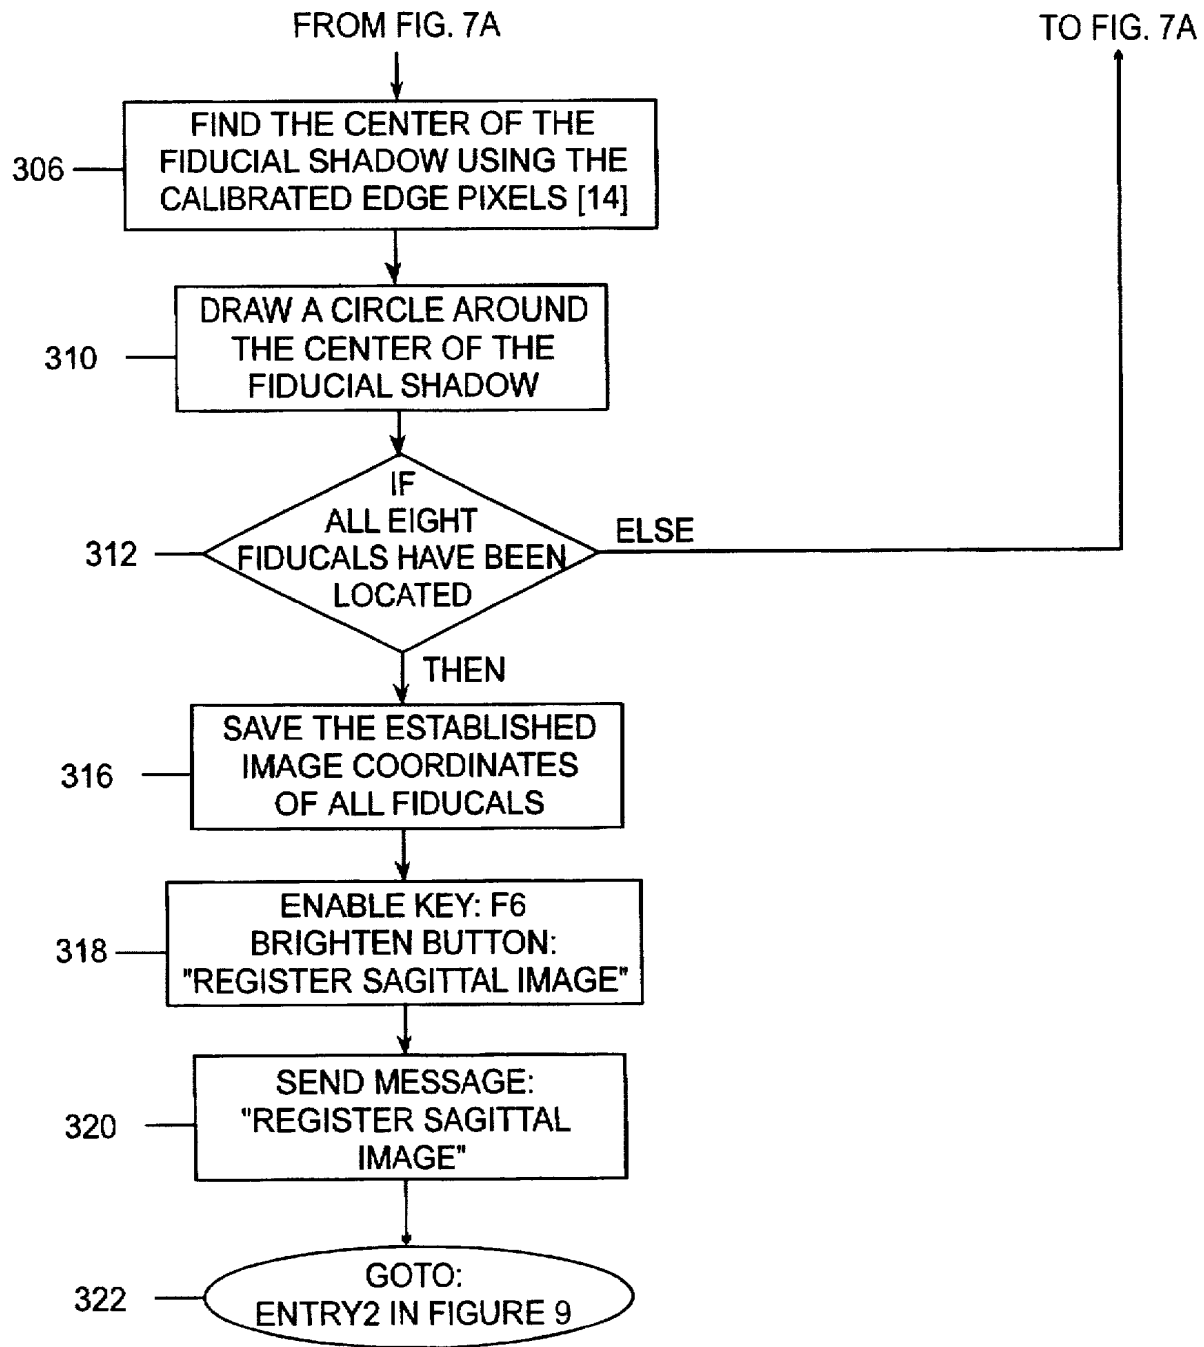 FROM FIG. 7A
TO FIG. 7A
306
FIND THE CENTER OF THE
FIDUCIAL SHADOW USING THE
CALIBRATED EDGE PIXELS [14]
310
DRAW A CIRCLE AROUND
THE CENTER OF THE
FIDUCIAL SHADOW
312
IF
ALL EIGHT
FIDUCALS HAVE BEEN
LOCATED
ELSE
THEN
316
SAVE THE ESTABLISHED
IMAGE COORDINATES
OF ALL FIDUCALS
318
ENABLE KEY: F6
BRIGHTEN BUTTON:
"REGISTER SAGITTAL IMAGE"
320
SEND MESSAGE:
"REGISTER SAGITTAL
IMAGE"
322
GOTO:
ENTRY2 IN FIGURE 9